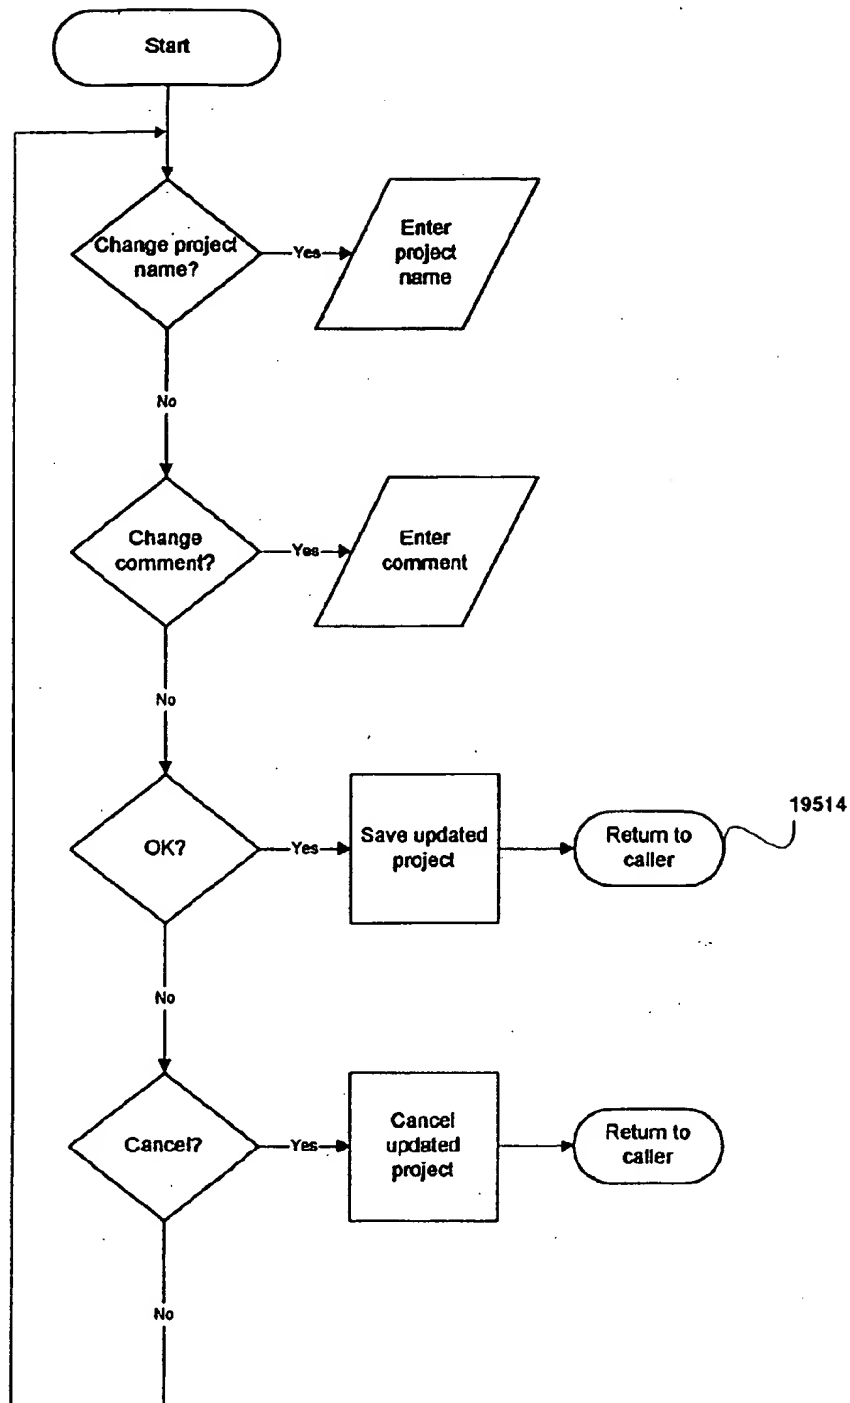 Start
Change project
name?
Yes
Enter
project
name
No
Change
comment?
Yes
Enter
comment
No
OK?
Yes
Save updated
project
Return to
caller
19514
No
Cancel?
Yes
Cancel
updated
project
Return to
caller
No